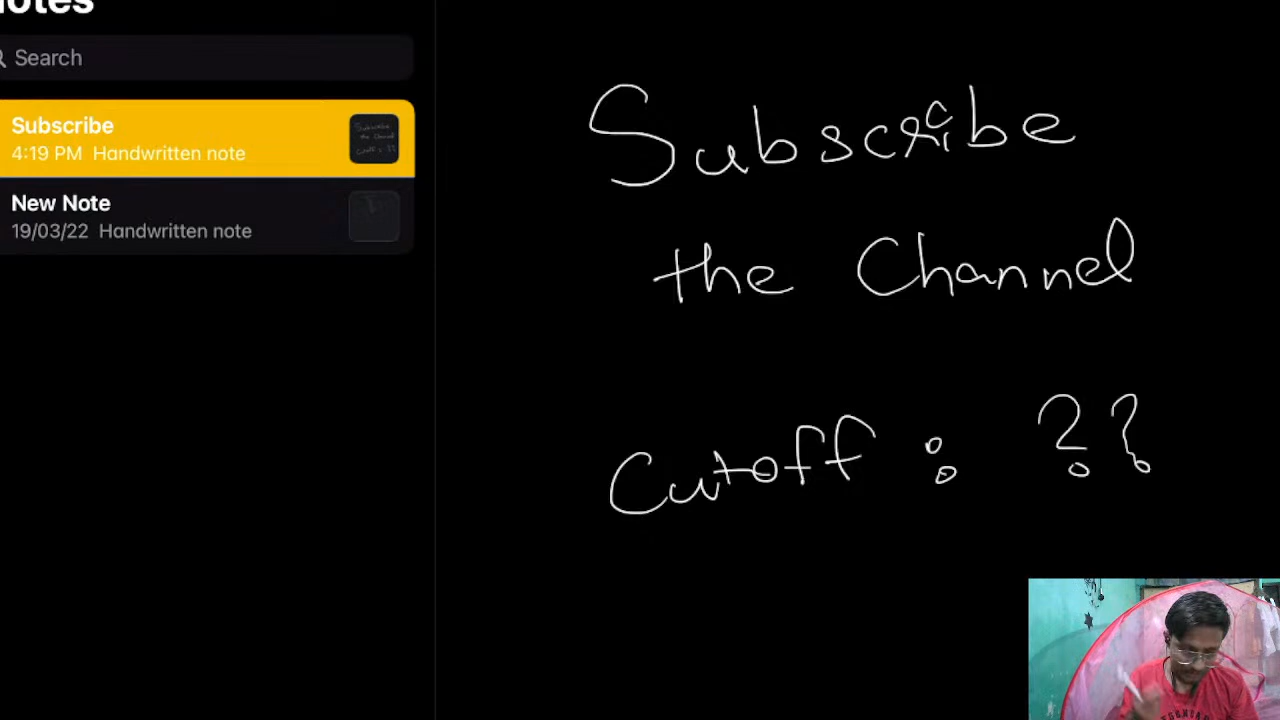 Notes
Search
Subscribe
4:19 PM Handwritten note
New Note
19/03/22 Handwritten note
Subscribe
the Channel
Cutoff : ??